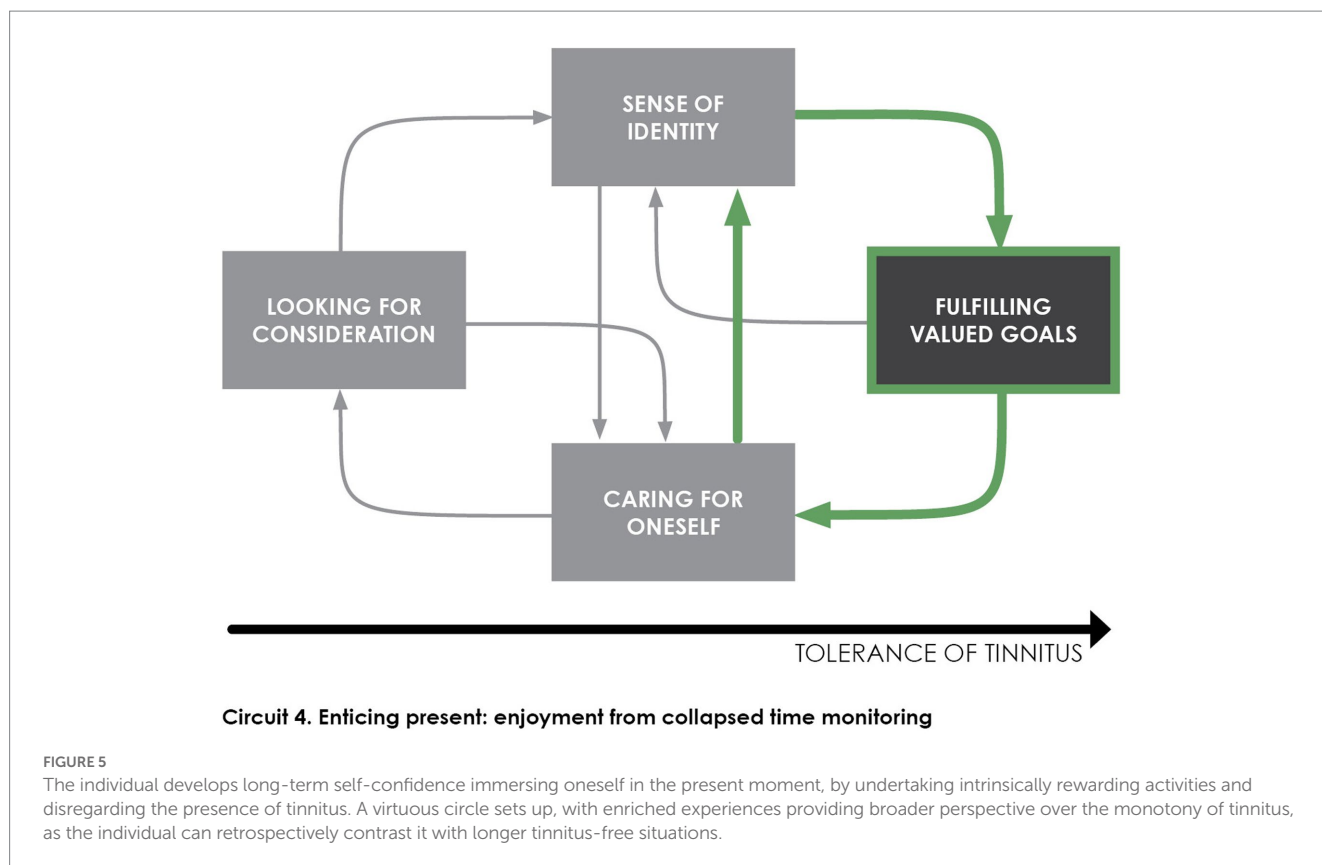 SENSE OF
IDENTITY
LOOKING FOR
CONSIDERATION
FULFILLING
VALUED GOALS
CARING FOR
ONESELF
TOLERANCE OF TINNITUS
Circuit 4. Enticing present: enjoyment from collapsed time monitoring
FIGURE 5
The individual develops long-term self-confidence immersing oneself in the present moment, by undertaking intrinsically rewarding activities and
disregarding the presence of tinnitus. A virtuous circle sets up, with enriched experiences providing broader perspective over the monotony of tinnitus,
as the individual can retrospectively contrast it with longer tinnitus-free situations.